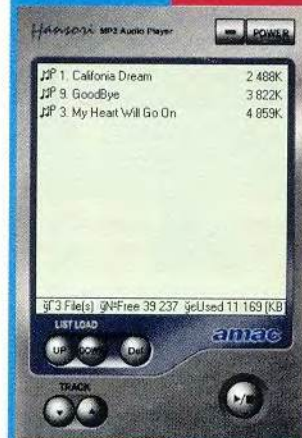 Hansori MP3 Audio Player
POWER
♫P 1. Califonia Dream 2 488K
♫P 9. GoodBye 3 822K
♫P 3. My Heart Will Go On 4 859K
3 File(s) Free 39 237 Used 11 169 (KB
LIST LOAD
UP DOWN Del
amac
TRACK